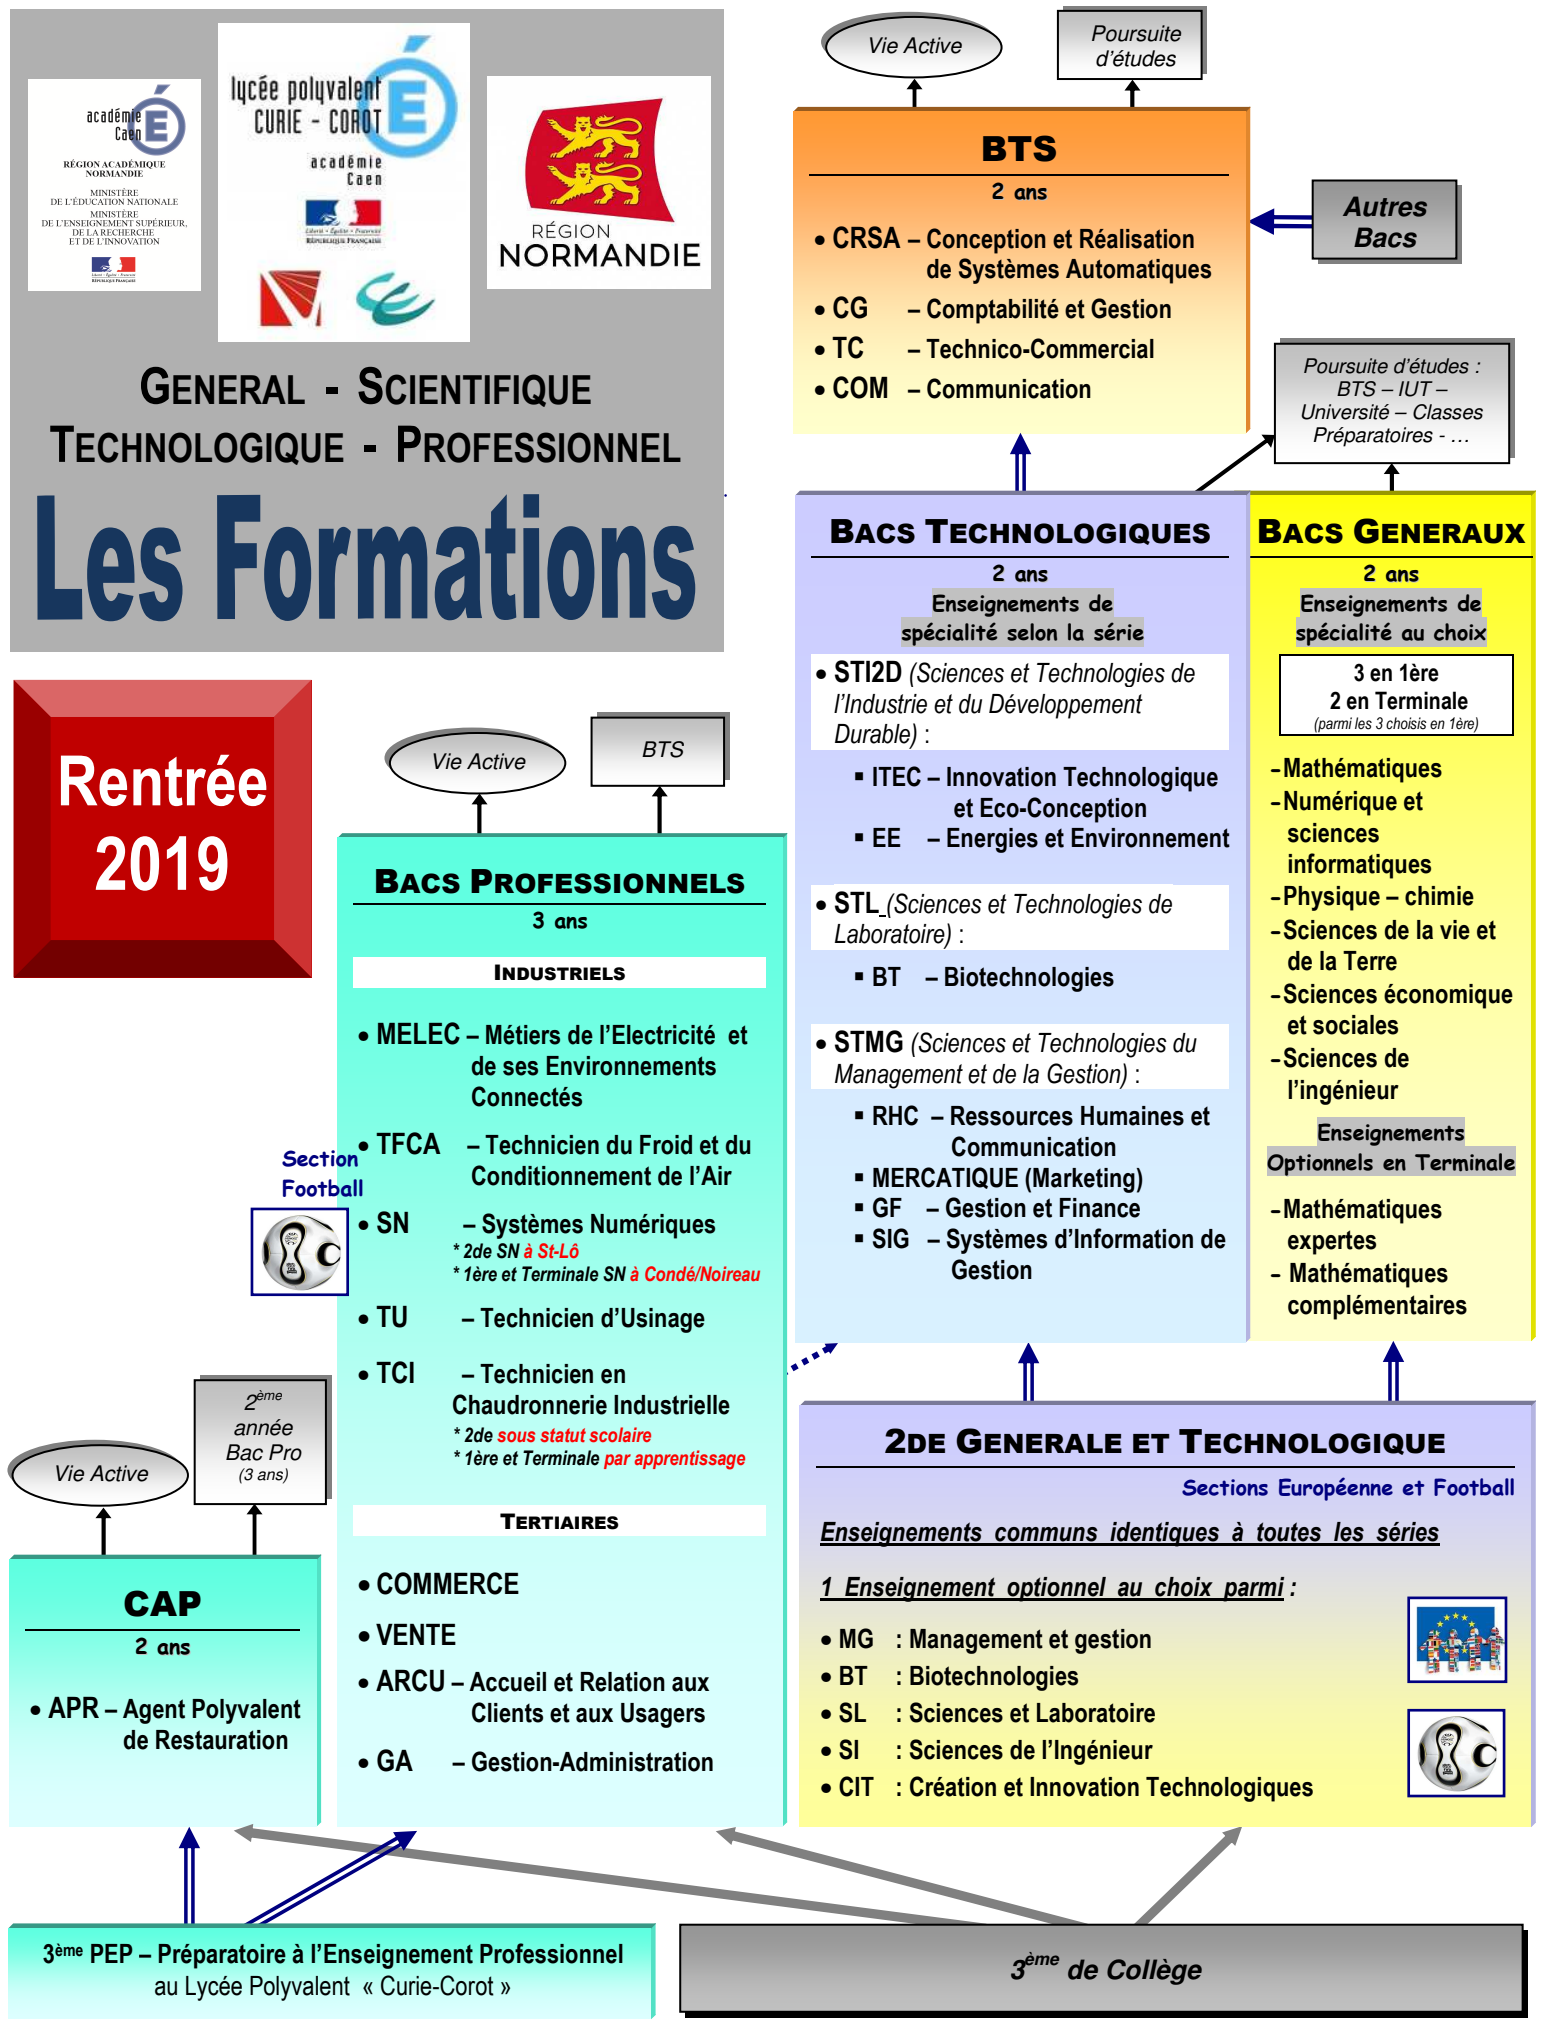 académie
Caen
RÉGION ACADÉMIQUE
NORMANDIE
MINISTÈRE
DE L'ÉDUCATION NATIONALE
MINISTÈRE
DE L'ENSEIGNEMENT SUPÉRIEUR,
DE LA RECHERCHE
ET DE L'INNOVATION
Liberté • Égalité • Fraternité
RÉPUBLIQUE FRANÇAISE
lycée polyvalent
CURIE - COROT
académie
Caen
Liberté • Égalité • Fraternité
RÉPUBLIQUE FRANÇAISE
RÉGION
NORMANDIE
GENERAL - SCIENTIFIQUE
TECHNOLOGIQUE - PROFESSIONNEL
Les Formations
Rentrée
2019
Vie Active
Poursuite
d'études
BTS
2 ans
• CRSA – Conception et Réalisation
de Systèmes Automatiques
• CG – Comptabilité et Gestion
• TC – Technico-Commercial
• COM – Communication
Autres
Bacs
Poursuite d'études :
BTS – IUT –
Université – Classes
Préparatoires - …
BACS TECHNOLOGIQUES
2 ans
Enseignements de
spécialité selon la série
• STI2D (Sciences et Technologies de
l'Industrie et du Développement
Durable) :
▪ ITEC – Innovation Technologique
et Eco-Conception
▪ EE – Energies et Environnement
• STL (Sciences et Technologies de
Laboratoire) :
▪ BT – Biotechnologies
• STMG (Sciences et Technologies du
Management et de la Gestion) :
▪ RHC – Ressources Humaines et
Communication
▪ MERCATIQUE (Marketing)
▪ GF – Gestion et Finance
▪ SIG – Systèmes d'Information de
Gestion
BACS GENERAUX
2 ans
Enseignements de
spécialité au choix
3 en 1ère
2 en Terminale
(parmi les 3 choisis en 1ère)
-Mathématiques
-Numérique et
sciences
informatiques
-Physique – chimie
-Sciences de la vie et
de la Terre
-Sciences économique
et sociales
-Sciences de
l'ingénieur
Enseignements
Optionnels en Terminale
-Mathématiques
expertes
- Mathématiques
complémentaires
Vie Active
BTS
BACS PROFESSIONNELS
3 ans
INDUSTRIELS
• MELEC – Métiers de l'Electricité et
de ses Environnements
Connectés
• TFCA – Technicien du Froid et du
Conditionnement de l'Air
Section
Football
• SN – Systèmes Numériques
* 2de SN à St-Lô
* 1ère et Terminale SN à Condé/Noireau
• TU – Technicien d'Usinage
• TCI – Technicien en
Chaudronnerie Industrielle
* 2de sous statut scolaire
* 1ère et Terminale par apprentissage
TERTIAIRES
• COMMERCE
• VENTE
• ARCU – Accueil et Relation aux
Clients et aux Usagers
• GA – Gestion-Administration
Vie Active
2ème
année
Bac Pro
(3 ans)
CAP
2 ans
• APR – Agent Polyvalent
de Restauration
2DE GENERALE ET TECHNOLOGIQUE
Sections Européenne et Football
Enseignements communs identiques à toutes les séries
1 Enseignement optionnel au choix parmi :
• MG : Management et gestion
• BT : Biotechnologies
• SL : Sciences et Laboratoire
• SI : Sciences de l'Ingénieur
• CIT : Création et Innovation Technologiques
3ème PEP – Préparatoire à l'Enseignement Professionnel
au Lycée Polyvalent « Curie-Corot »
3ème de Collège